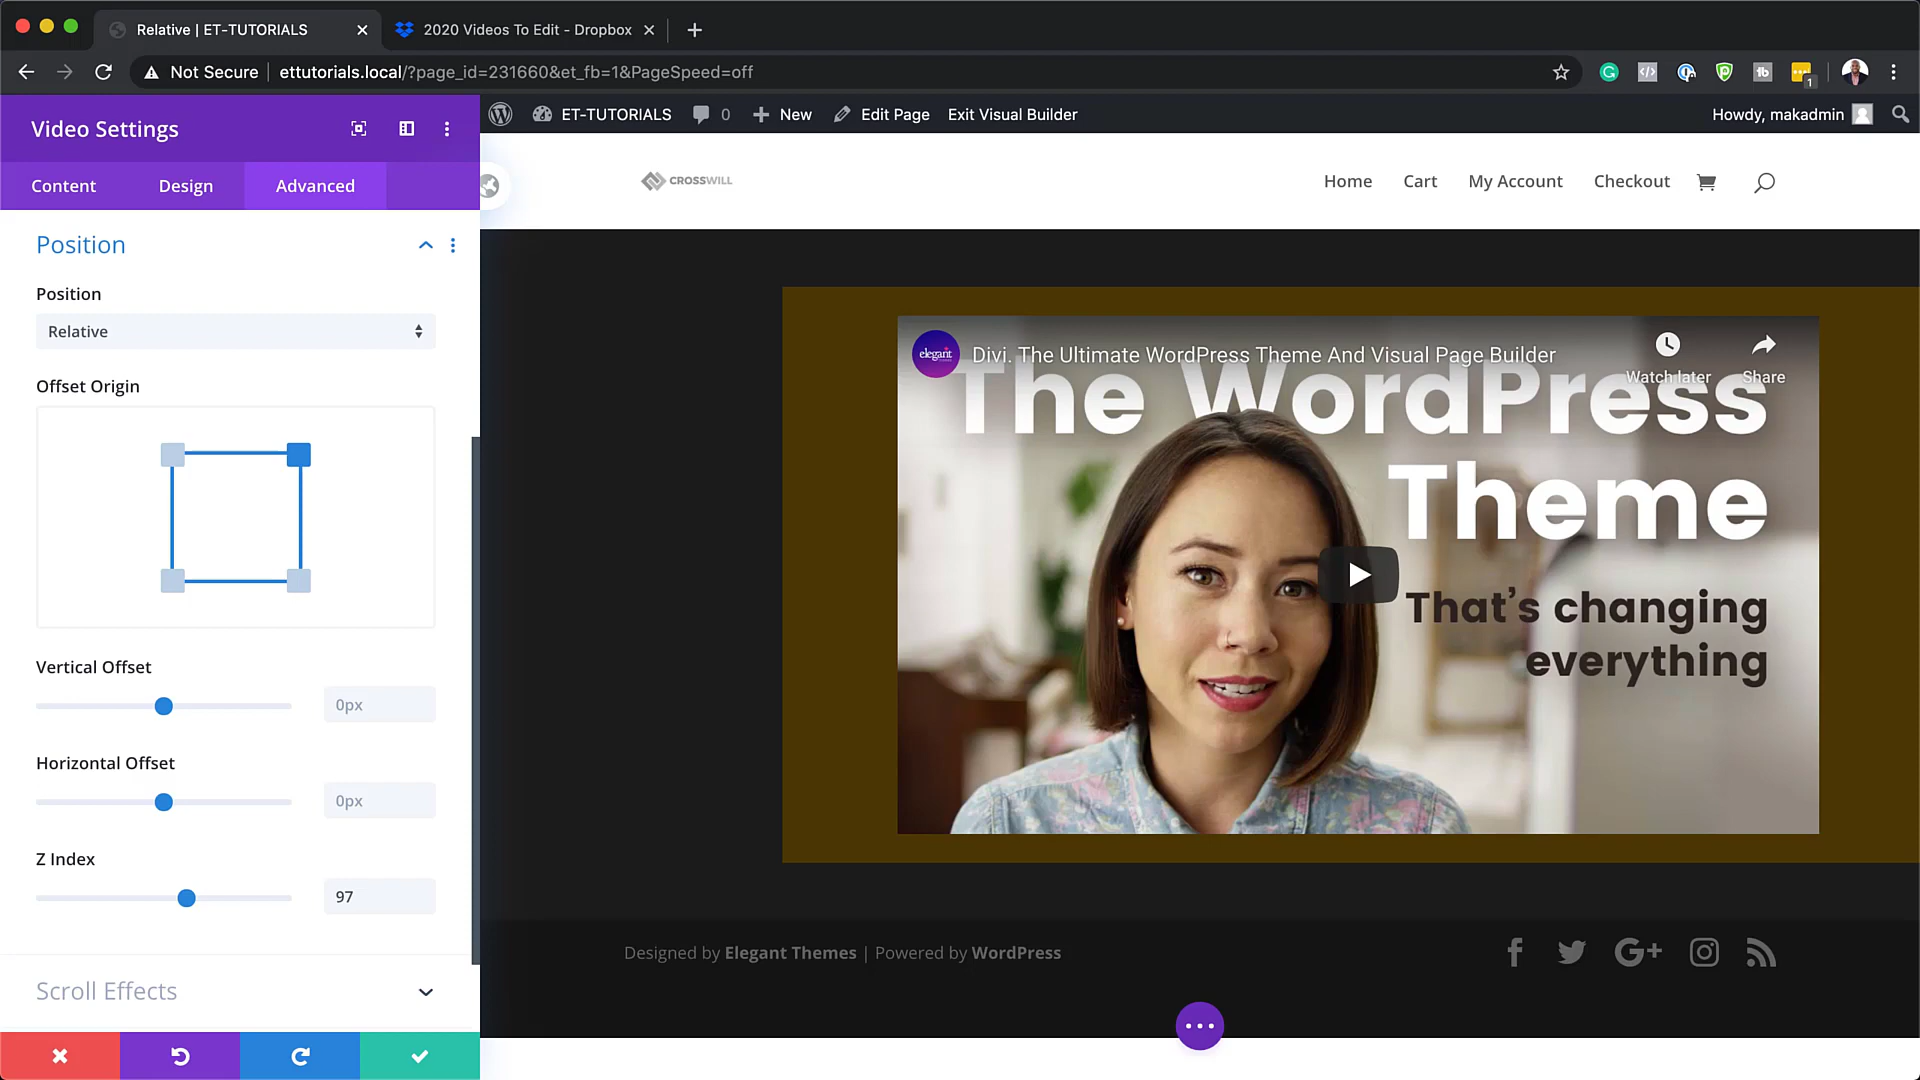 Relative | ET-TUTORIALS
2020 Videos To Edit - Dropbox
Not Secure
ettutorials.local/?page_id=231660&et_fb=1&PageSpeed=off
1
Video Settings
ET-TUTORIALS
0
New
Edit Page
Exit Visual Builder
Howdy, makadmin
Content
Design
Advanced
CROSSWILL
Home
Cart
My Account
Checkout
Position
Position
Relative
Offset Origin
Vertical Offset
0px
Horizontal Offset
0px
Z Index
97
Scroll Effects
elegant
Divi. The Ultimate WordPress Theme And Visual Page Builder
Watch later
Share
The WordPress
Theme
That's changing
everything
Designed by Elegant Themes | Powered by WordPress